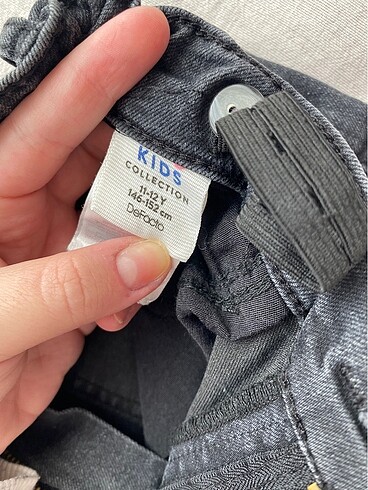 KIDS
COLLECTION
11-12 Y
146-152 cm
DeFacto